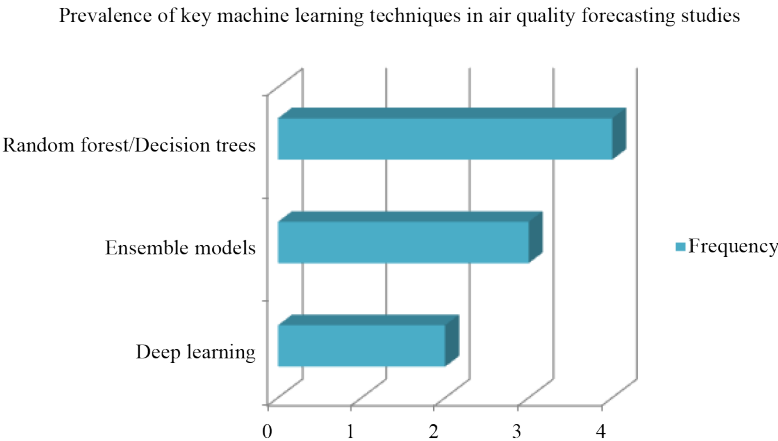 Prevalence of key machine learning techniques in air quality forecasting studies
Random forest/Decision trees
Ensemble models
Frequency
Deep learning
0 1 2 3 4